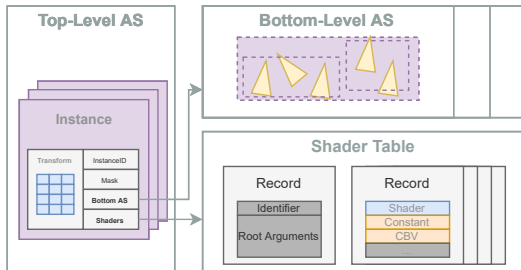 Top-Level AS
Bottom-Level AS
Instance
Transform
InstanceID
Mask
Bottom AS
Shaders
Shader Table
Record
Identifier
Root Arguments
Record
Shader
Constant
CBV
...